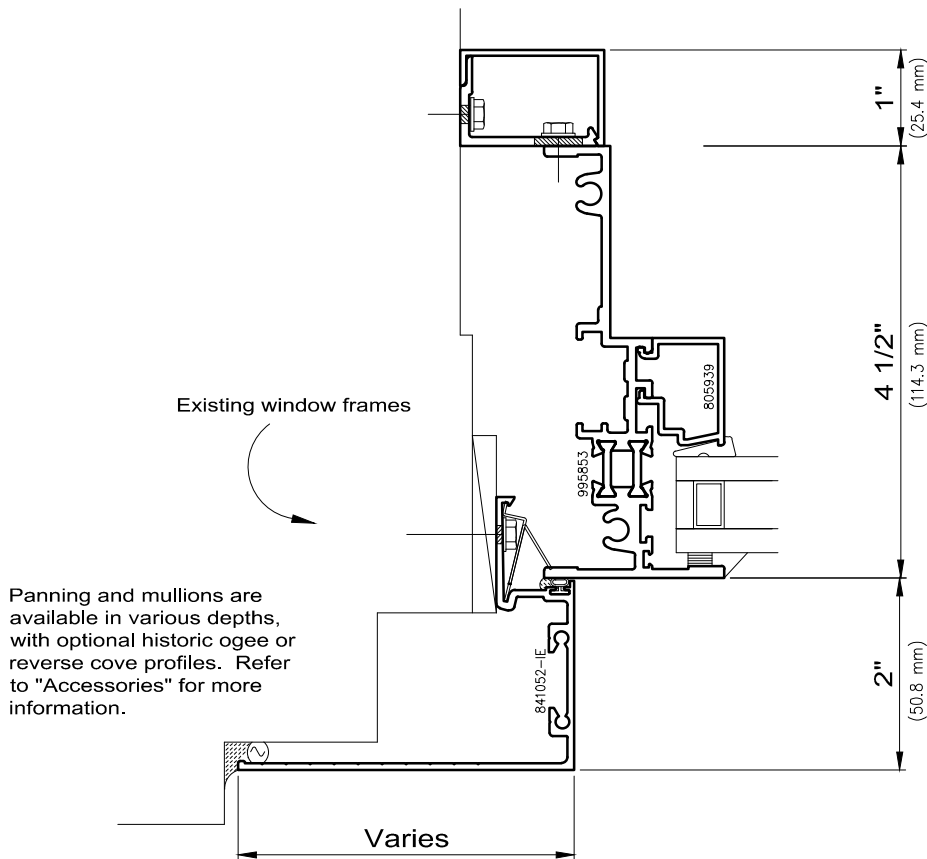 1"
(25.4 mm)
4 1/2"
(114.3 mm)
805939
Existing window frames
995853
Panning and mullions are
available in various depths,
with optional historic ogee or
reverse cove profiles.  Refer
to "Accessories" for more
information.
841052-IE
2"
(50.8 mm)
Varies